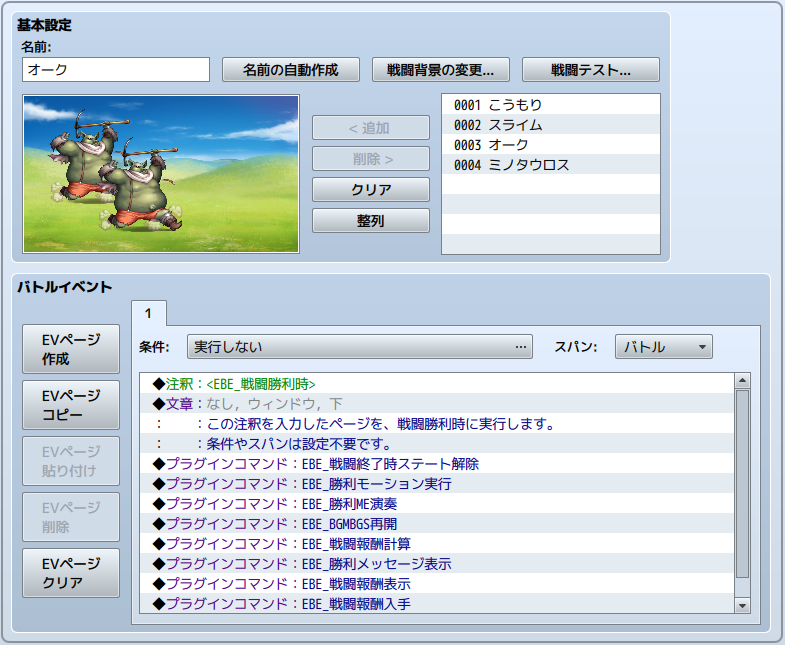 基本設定
名前:
オーク
名前の自動作成
戦闘背景の変更...
戦闘テスト...
< 追加
削除 >
クリア
整列
0001 こうもり
0002 スライム
0003 オーク
0004 ミノタウロス
バトルイベント
EVページ
作成
EVページ
コピー
EVページ
貼り付け
EVページ
削除
EVページ
クリア
1
条件:
実行しない
...
スパン:
バトル
◆注釈：<EBE_戦闘勝利時>
◆文章：なし, ウィンドウ, 下
：　　：この注釈を入力したページを、戦闘勝利時に実行します。
：　　：条件やスパンは設定不要です。
◆プラグインコマンド：EBE_戦闘終了時ステート解除
◆プラグインコマンド：EBE_勝利モーション実行
◆プラグインコマンド：EBE_勝利ME演奏
◆プラグインコマンド：EBE_BGMBGS再開
◆プラグインコマンド：EBE_戦闘報酬計算
◆プラグインコマンド：EBE_勝利メッセージ表示
◆プラグインコマンド：EBE_戦闘報酬表示
◆プラグインコマンド：EBE_戦闘報酬入手